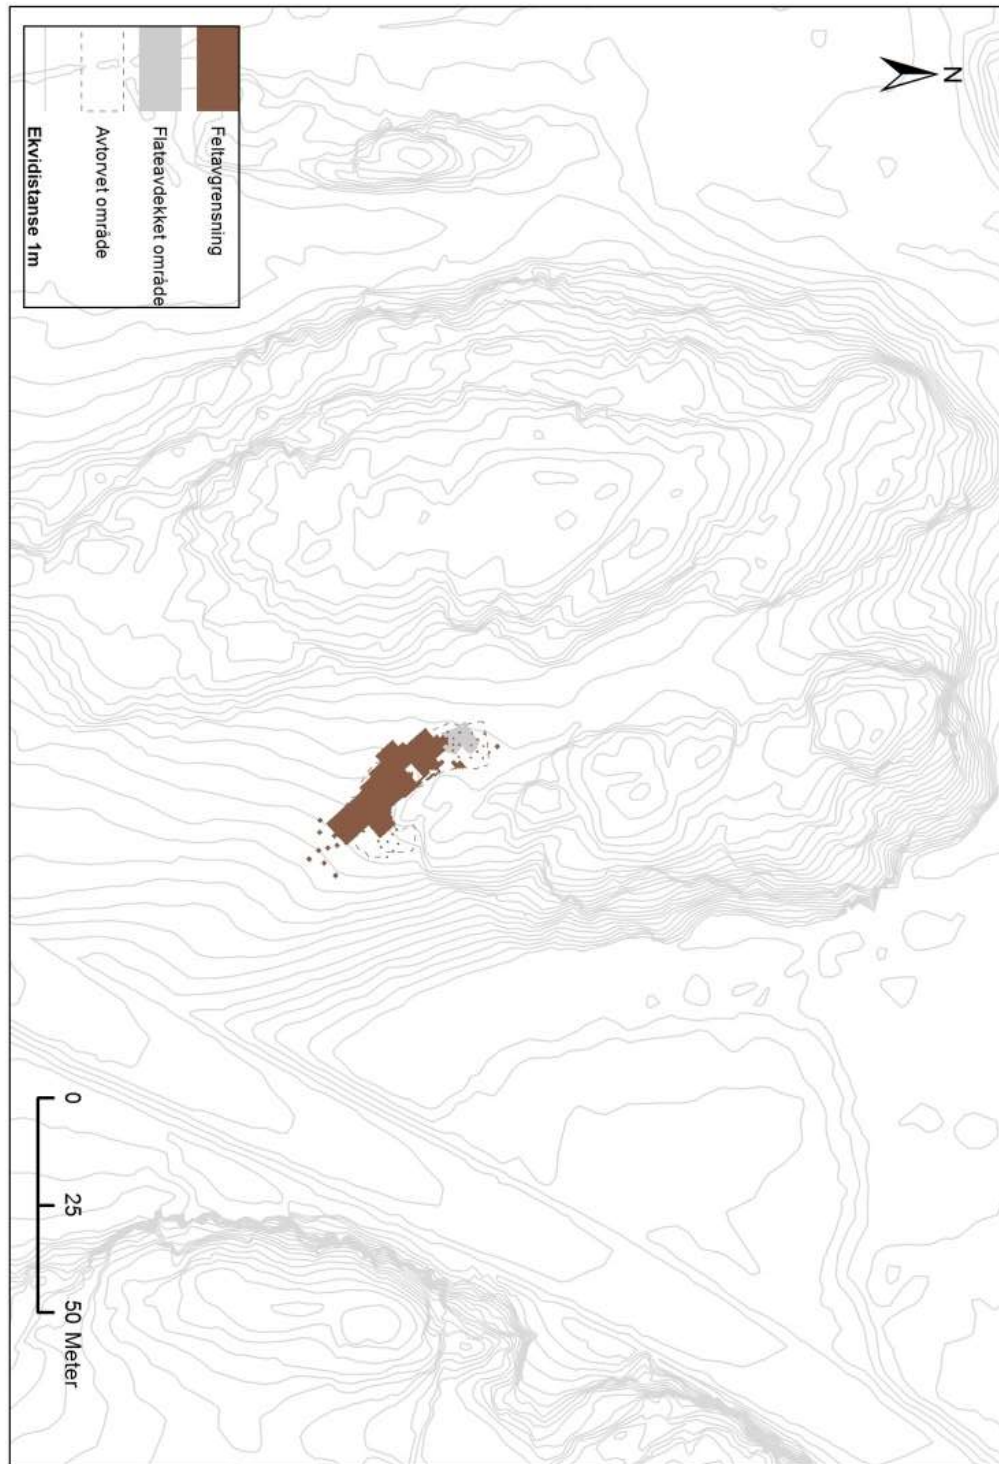 N
Feltavgrensning
Flateavdekket område
Avtorvet område
Ekvidistanse 1m
0 25 50 Meter